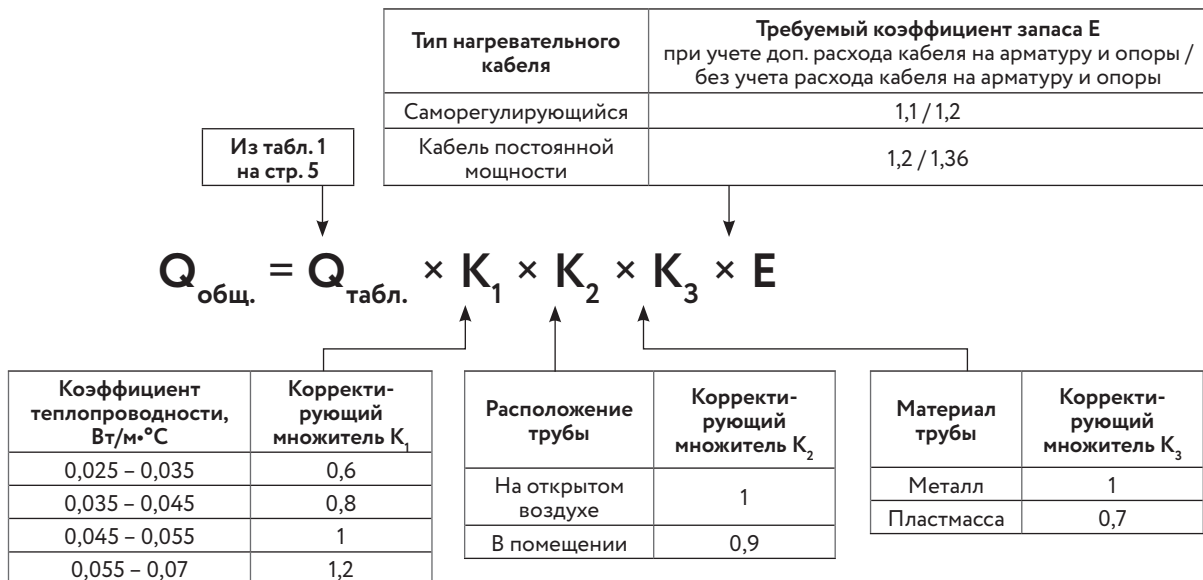 Тип нагревательного
кабеля
Требуемый коэффициент запаса E
при учете доп. расхода кабеля на арматуру и опоры /
без учета расхода кабеля на арматуру и опоры
Саморегулирующийся
1,1 / 1,2
Кабель постоянной
мощности
1,2 / 1,36
Из табл. 1
на стр. 5
Qобщ. = Qтабл. × K1 × K2 × K3 × E
Коэффициент
теплопроводности,
Вт/м•°C
Корректи-
рующий
множитель K1
0,025 – 0,035
0,6
0,035 – 0,045
0,8
0,045 – 0,055
1
0,055 – 0,07
1,2
Расположение
трубы
Корректи-
рующий
множитель K2
На открытом
воздухе
1
В помещении
0,9
Материал
трубы
Корректи-
рующий
множитель K3
Металл
1
Пластмасса
0,7